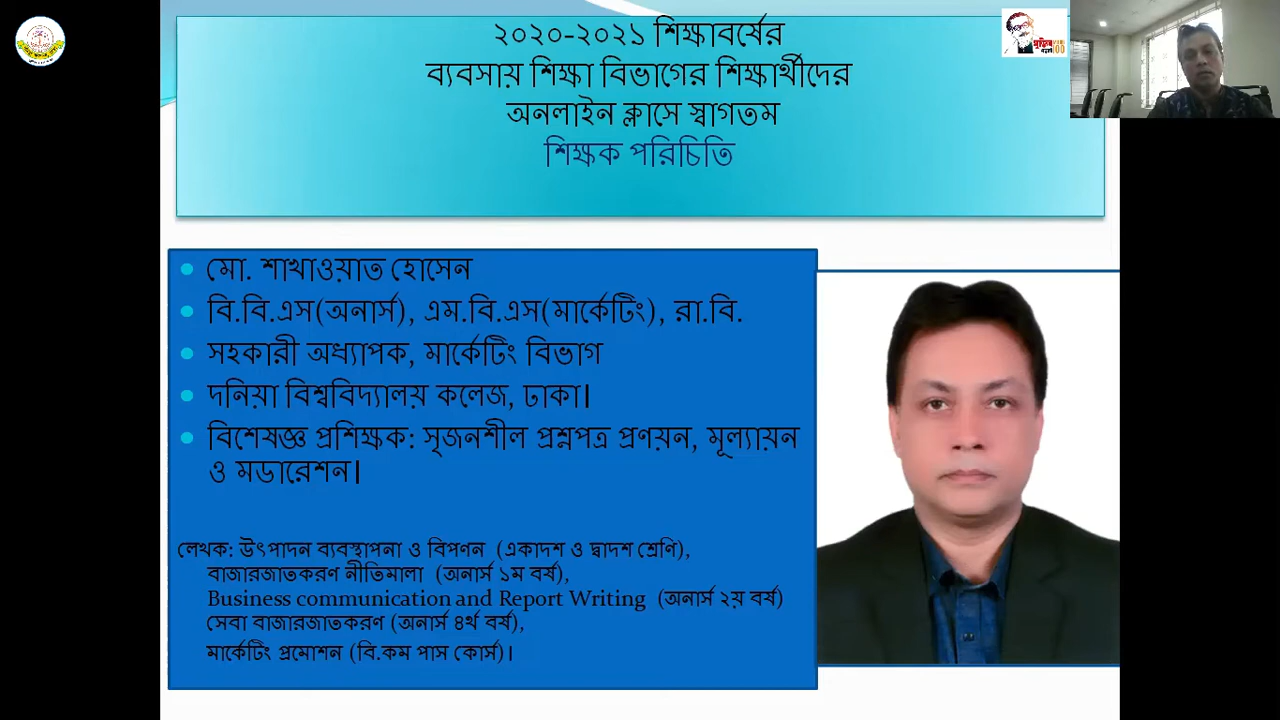 ২০২০-২০২১ শিক্ষাবর্ষের
ব্যবসায় শিক্ষা বিভাগের শিক্ষার্থীদের
অনলাইন ক্লাসে স্বাগতম
শিক্ষক পরিচিতি
মো. শাখাওয়াত হোসেন
বি.বি.এস(অনার্স), এম.বি.এস(মার্কেটিং), রা.বি.
সহকারী অধ্যাপক, মার্কেটিং বিভাগ
দনিয়া বিশ্ববিদ্যালয় কলেজ, ঢাকা।
বিশেষজ্ঞ প্রশিক্ষক: সৃজনশীল প্রশ্নপত্র প্রণয়ন, মূল্যায়ন
ও মডারেশন।
লেখক: উৎপাদন ব্যবস্থাপনা ও বিপণন (একাদশ ও দ্বাদশ শ্রেণি),
বাজারজাতকরণ নীতিমালা (অনার্স ১ম বর্ষ),
Business communication and Report Writing (অনার্স ২য় বর্ষ)
সেবা বাজারজাতকরণ (অনার্স ৪র্থ বর্ষ),
মার্কেটিং প্রমোশন (বি.কম পাস কোর্স)।